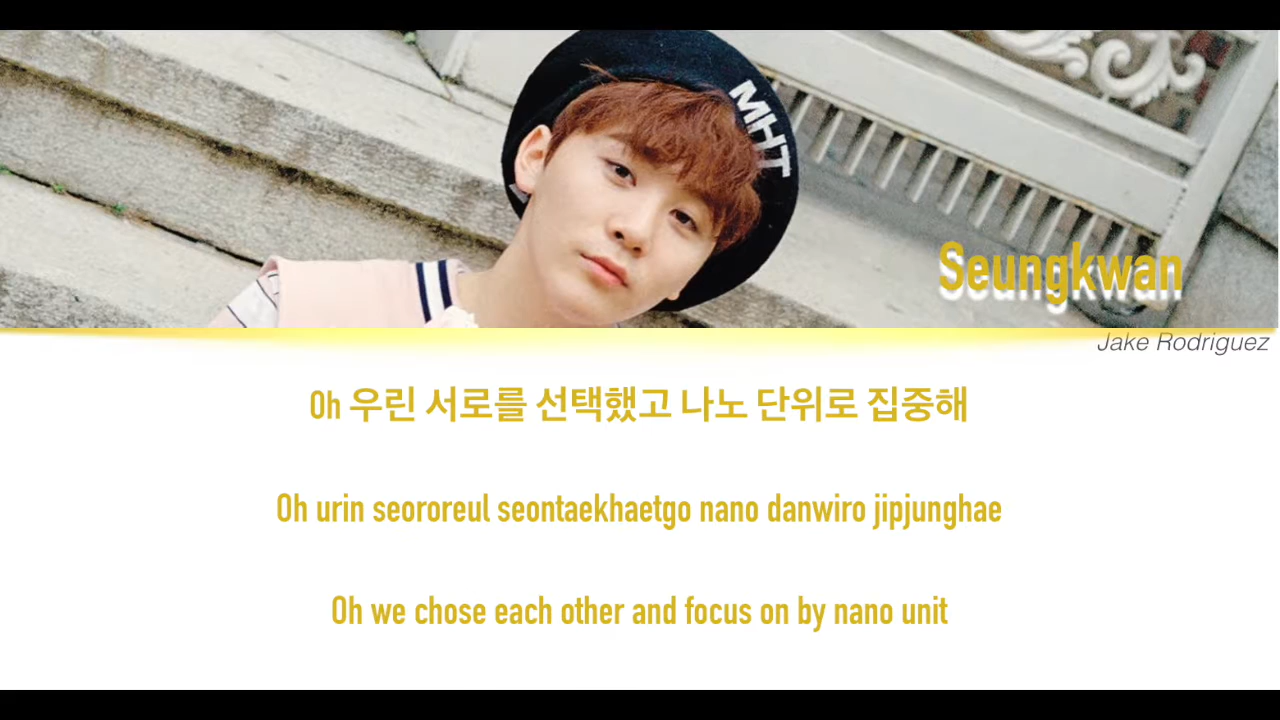 MHT
Seungkwan
Jake Rodriguez
Oh 우린 서로를 선택했고 나노 단위로 집중해
Oh urin seororeul seontaekhaetgo nano danwiro jipjunghae
Oh we chose each other and focus on by nano unit